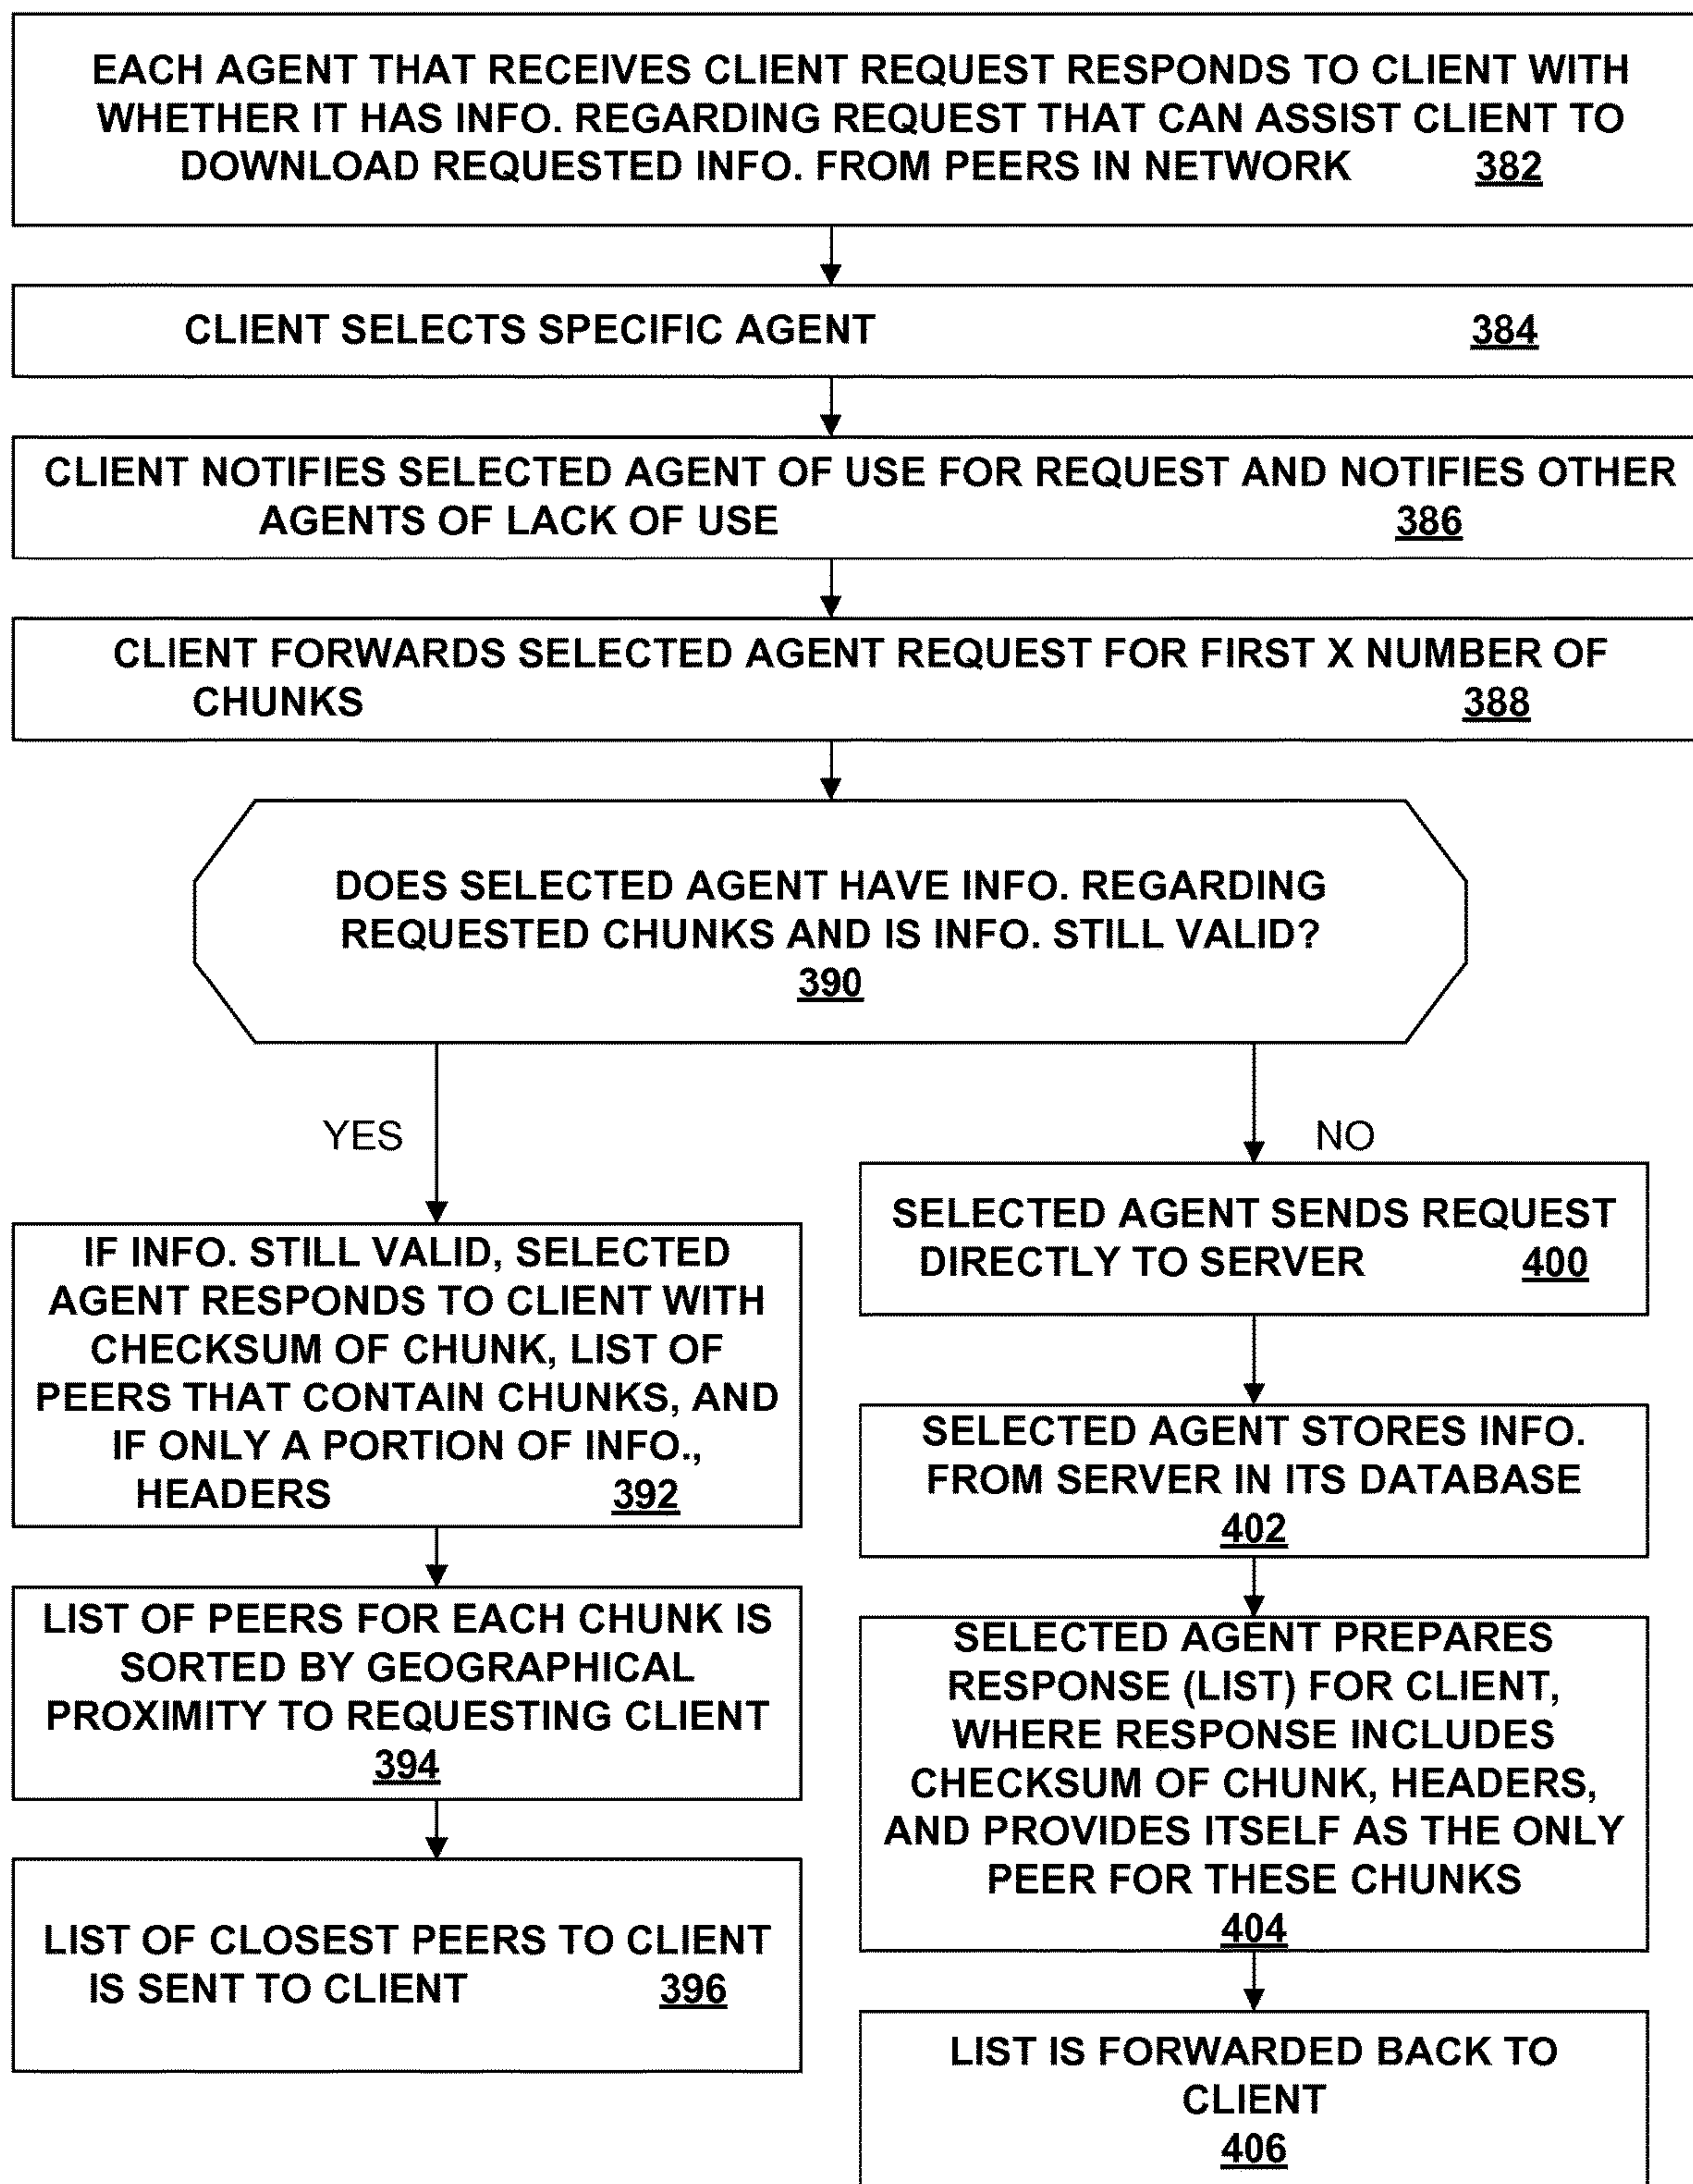 EACH AGENT THAT RECEIVES CLIENT REQUEST RESPONDS TO CLIENT WITH
WHETHER IT HAS INFO. REGARDING REQUEST THAT CAN ASSIST CLIENT TO
DOWNLOAD REQUESTED INFO. FROM PEERS IN NETWORK 382
CLIENT SELECTS SPECIFIC AGENT 384
CLIENT NOTIFIES SELECTED AGENT OF USE FOR REQUEST AND NOTIFIES OTHER
AGENTS OF LACK OF USE 386
CLIENT FORWARDS SELECTED AGENT REQUEST FOR FIRST X NUMBER OF
CHUNKS 388
DOES SELECTED AGENT HAVE INFO. REGARDING
REQUESTED CHUNKS AND IS INFO. STILL VALID?
390
YES
IF INFO. STILL VALID, SELECTED
AGENT RESPONDS TO CLIENT WITH
CHECKSUM OF CHUNK, LIST OF
PEERS THAT CONTAIN CHUNKS, AND
IF ONLY A PORTION OF INFO.,
HEADERS 392
LIST OF PEERS FOR EACH CHUNK IS
SORTED BY GEOGRAPHICAL
PROXIMITY TO REQUESTING CLIENT
394
LIST OF CLOSEST PEERS TO CLIENT
IS SENT TO CLIENT 396
NO
SELECTED AGENT SENDS REQUEST
DIRECTLY TO SERVER 400
SELECTED AGENT STORES INFO.
FROM SERVER IN ITS DATABASE
402
SELECTED AGENT PREPARES
RESPONSE (LIST) FOR CLIENT,
WHERE RESPONSE INCLUDES
CHECKSUM OF CHUNK, HEADERS,
AND PROVIDES ITSELF AS THE ONLY
PEER FOR THESE CHUNKS
404
LIST IS FORWARDED BACK TO
CLIENT
406